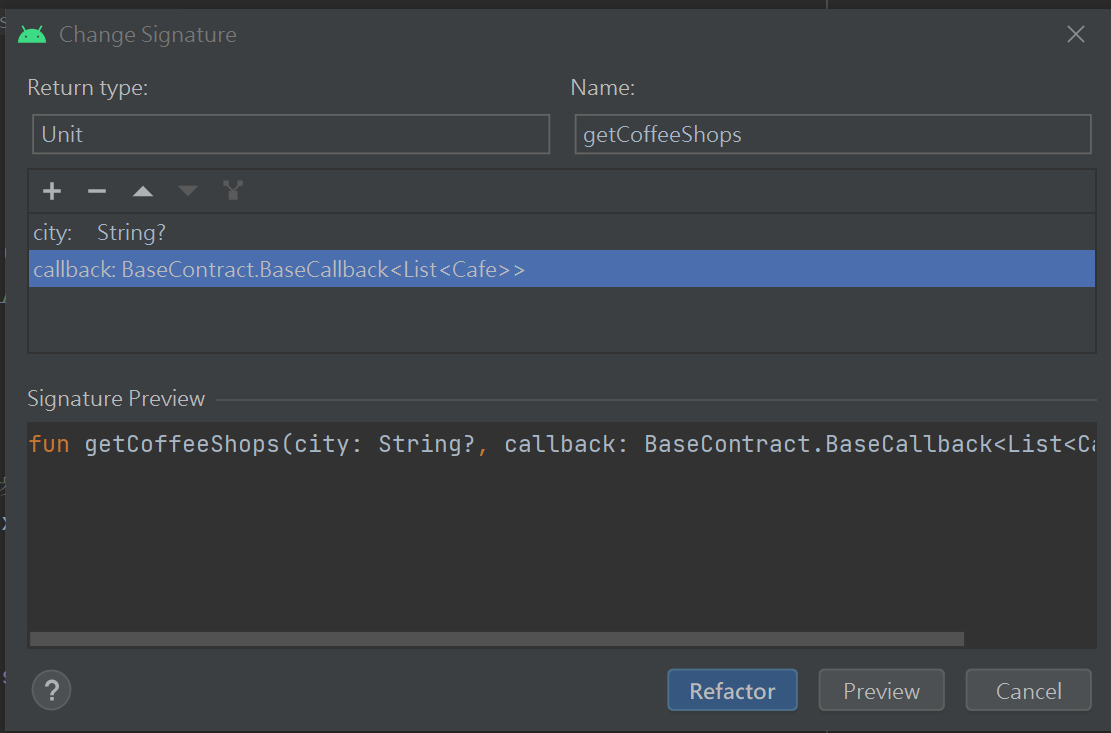 Change Signature
Return type:
Name:
Unit
getCoffeeShops
city: String?
callback: BaseContract.BaseCallback<List<Cafe>>
Signature Preview
fun getCoffeeShops(city: String?, callback: BaseContract.BaseCallback<List<Ca
?
Refactor
Preview
Cancel